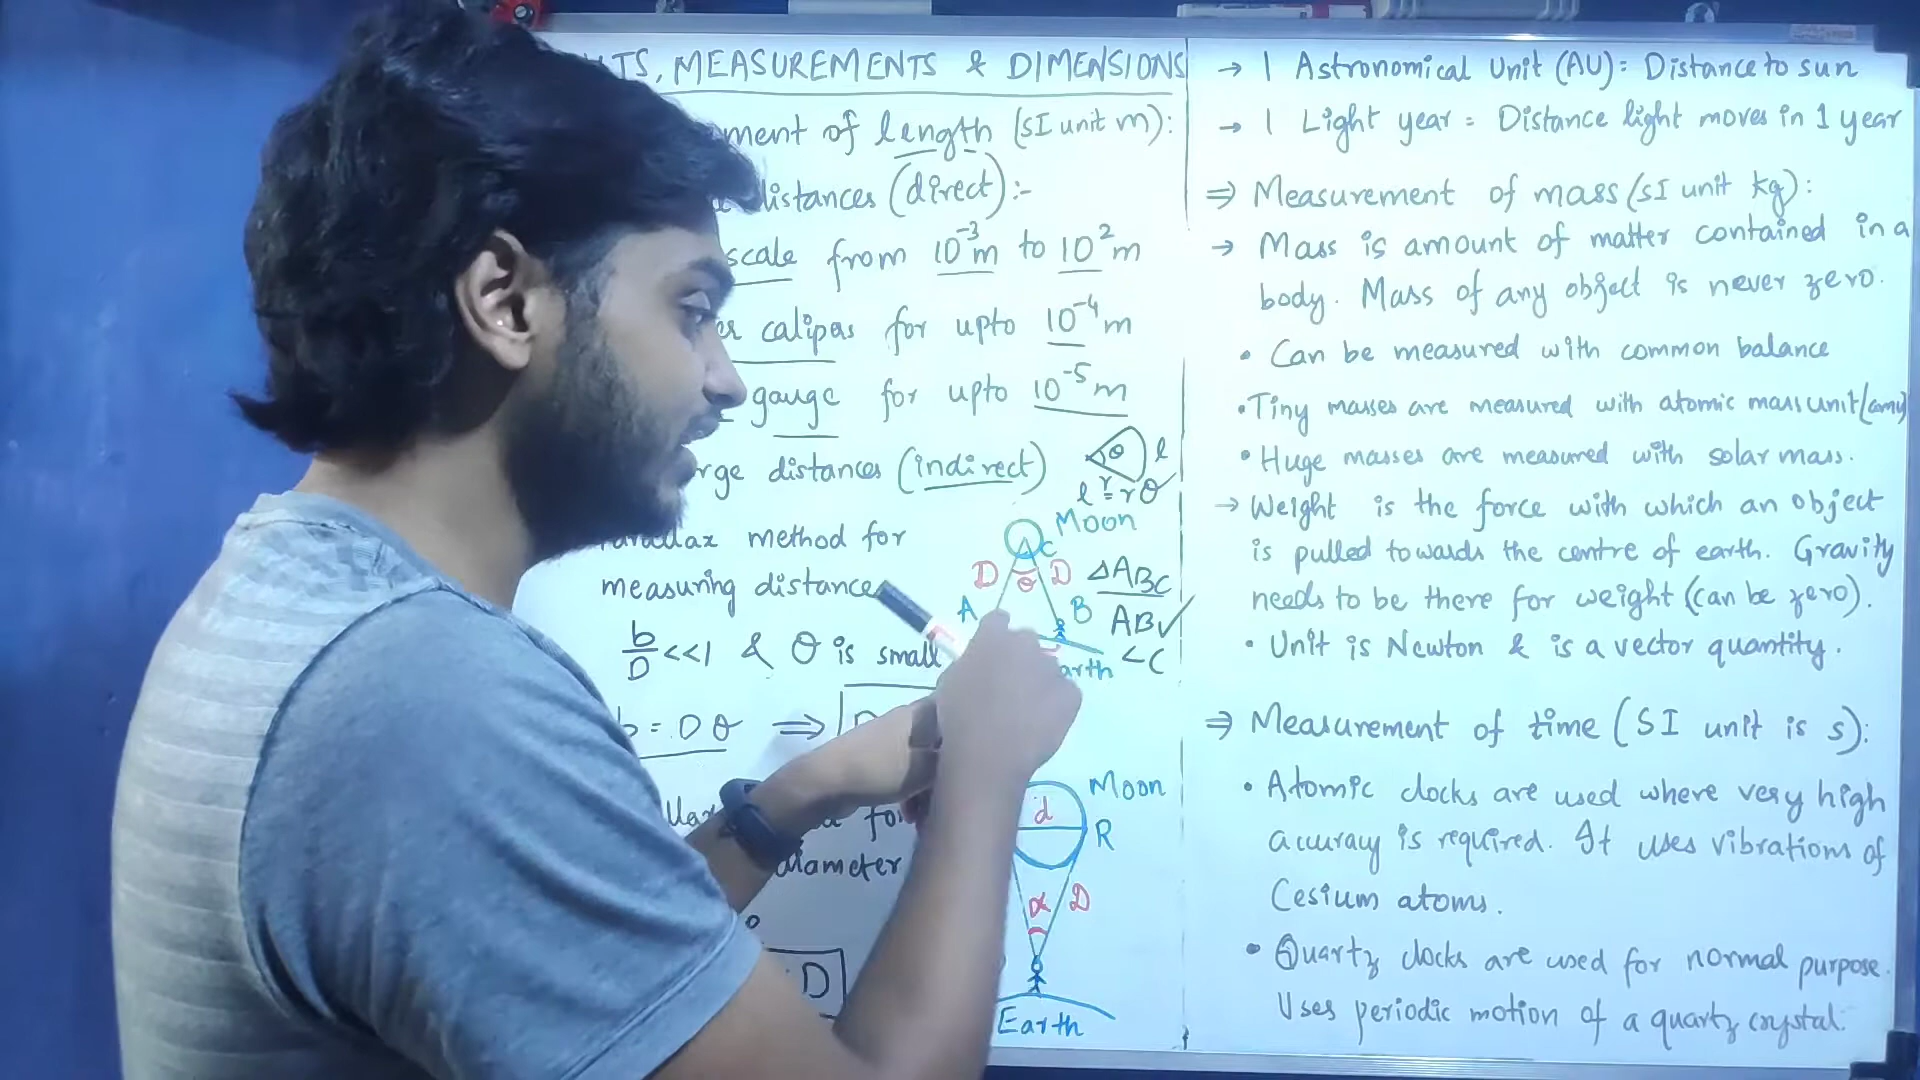 UNITS, MEASUREMENTS & DIMENSIONS
ment of length (SI unit m):
distances (direct):-
scale from 10⁻³m to 10²m
er calipers for upto 10⁻⁴m
gauge for upto 10⁻⁵m
rge distances (indirect)
θ l
r
l = rθ
Parallax method for
measuring distance
Moon
C
D θ D
A B
Earth
ΔABC
AB✓
∠C
b/D <<1 & θ is small
b = Dθ ⇒
for
diameter
D
Moon
d
R
α D
Earth
→ 1 Astronomical Unit (AU) = Distance to sun
→ 1 Light year = Distance light moves in 1 year
⇒ Measurement of mass (SI unit kg):
→ Mass is amount of matter contained in a
body. Mass of any object is never zero.
• Can be measured with common balance
• Tiny masses are measured with atomic mass unit (amu)
• Huge masses are measured with solar mass.
→ Weight is the force with which an object
is pulled towards the centre of earth. Gravity
needs to be there for weight (can be zero).
• Unit is Newton & is a vector quantity.
⇒ Measurement of time (SI unit is s):
• Atomic clocks are used where very high
accuracy is required. It uses vibrations of
Cesium atoms.
• Quartz clocks are used for normal purpose.
Uses periodic motion of a quartz crystal.